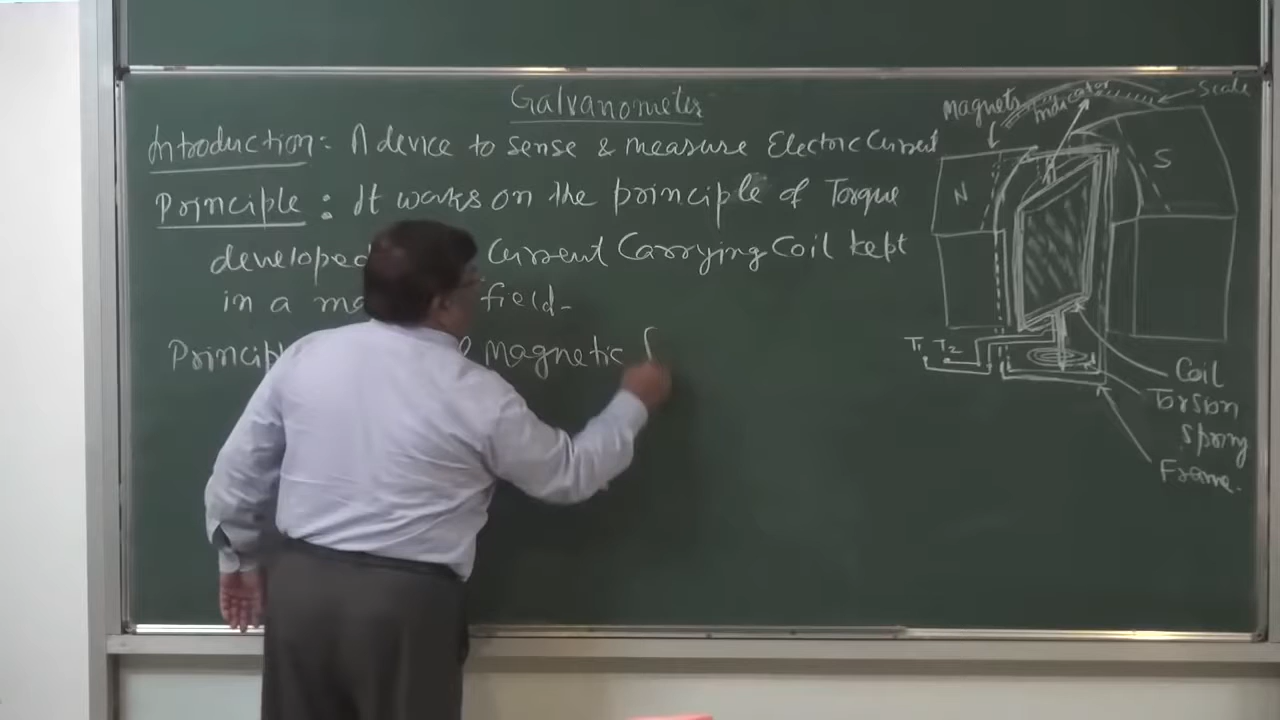 Galvanometer
Introduction: A device to sense & measure Electric Current
Principle: It works on the principle of Torque
developed Current Carrying Coil kept
in a field-
Magnetic
Magnets
Indicator
Scale
N
S
T1 T2
Coil
Torsion
Spring
Frame.